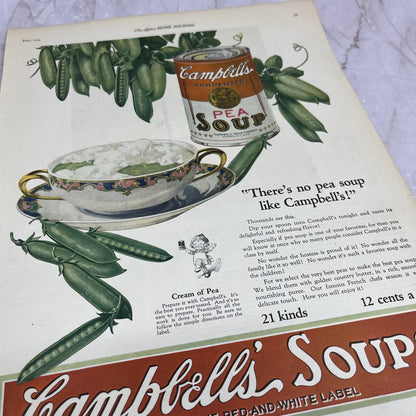 The Ladies' HOME JOURNAL
Campbell's
CONDENSED
PEA
SOUP
"There's no pea soup
like Campbell's!"
Thousands say this.
Dip your spoon into Campbell's tonight and taste its
delightful and refreshing flavor!
Especially if pea soup is one of your favorites, for then you
will know at once why so many people consider Campbell's in a
class by itself.
No wonder the hostess is proud of it! No wonder all the
family like it so well! No wonder it's such a favorite soup with
the children!
For we select the very best peas to make the best pea soup.
We blend them with golden country butter, in a rich, smooth
nourishing puree. Our famous French chefs season it with
delicate touch. How you will enjoy it!
21 kinds
12 cents a
Cream of Pea
Prepare it with Campbell's. It's
the best you ever tasted. And it's so
easy to prepare. Practically all the
work is done for you. Be sure to
follow the simple directions on the
label.
Campbell's SOUPS
RED-AND-WHITE LABEL